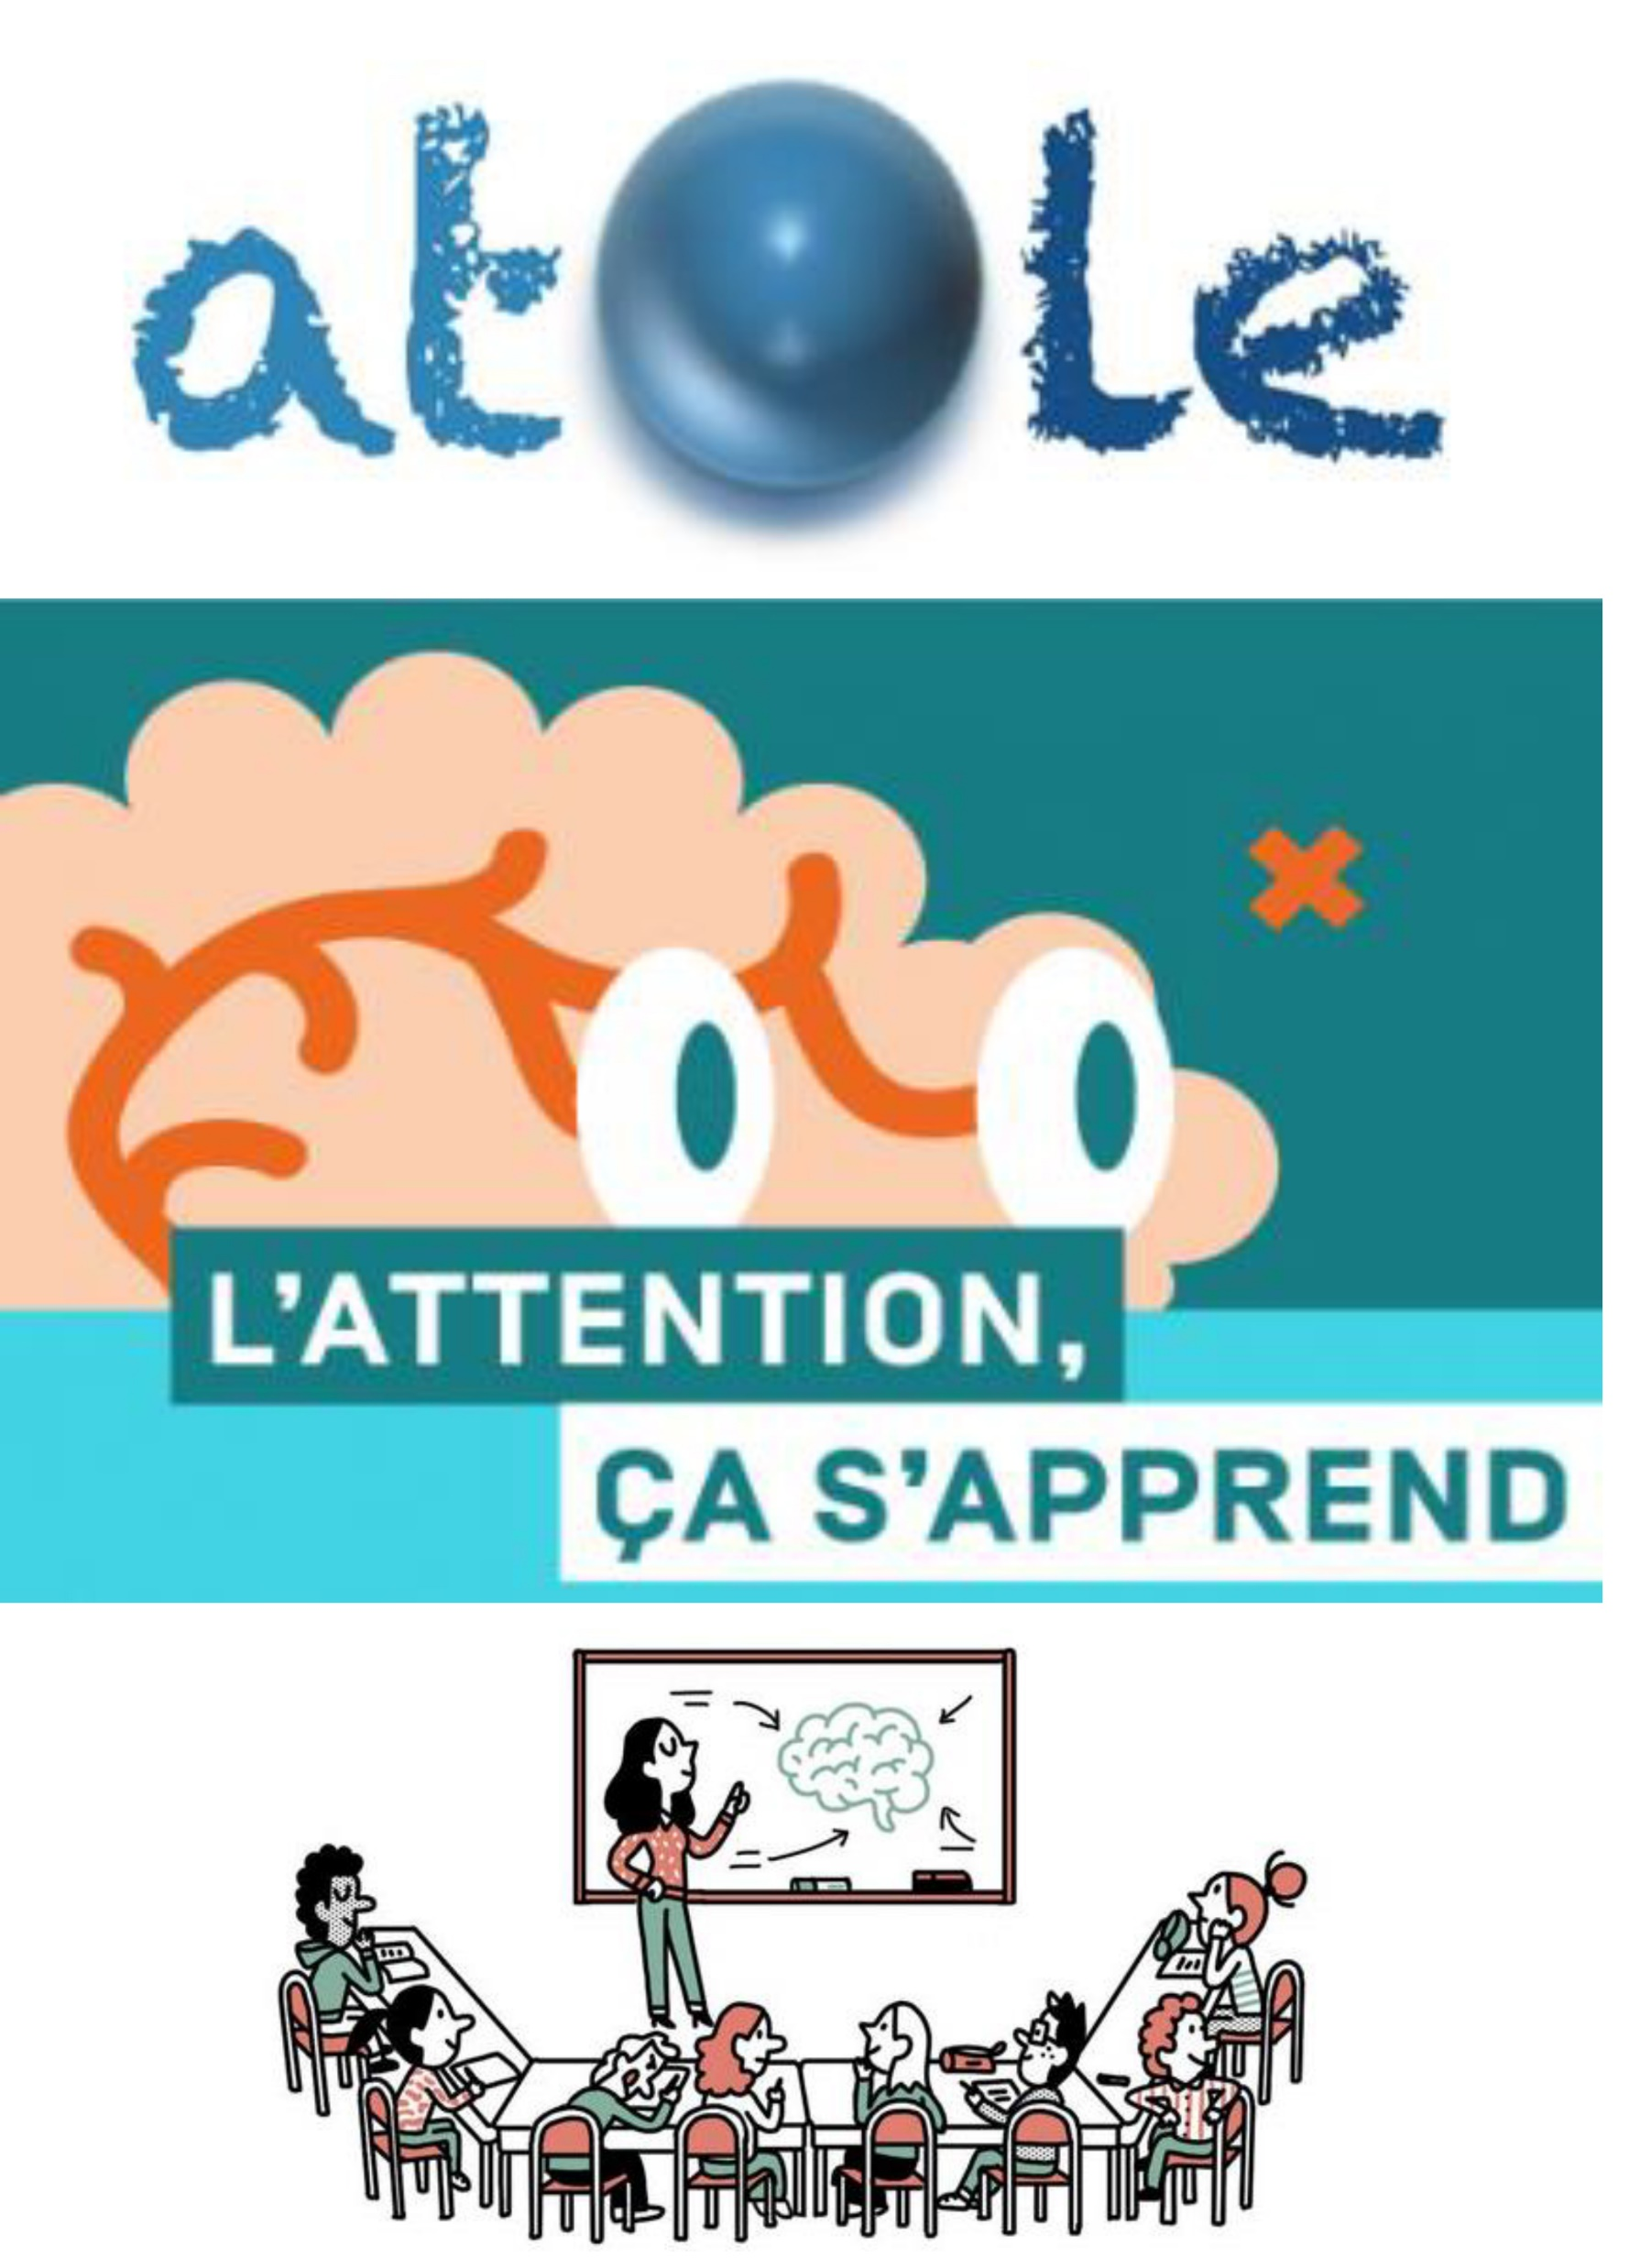 atole
L'ATTENTION,
ÇA S'APPREND